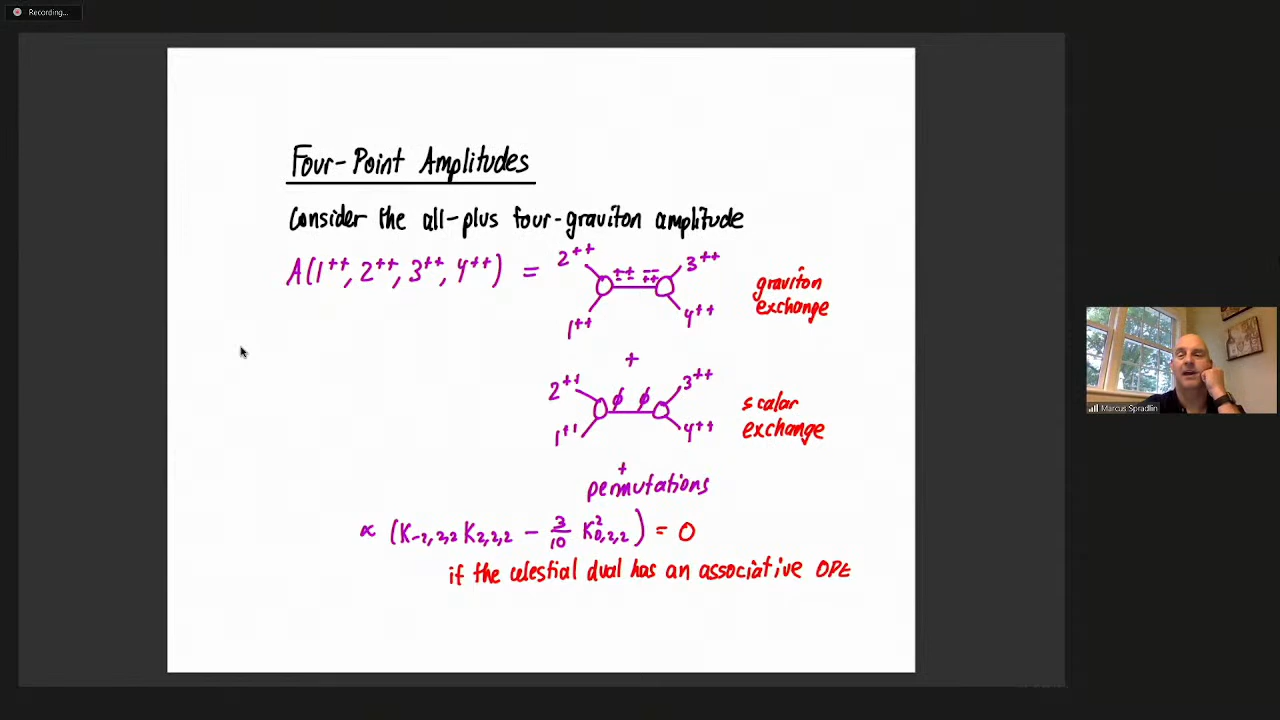 Recording...
Four-Point Amplitudes
Consider the all-plus four-graviton amplitude
A(1⁺⁺, 2⁺⁺, 3⁺⁺, 4⁺⁺) =
2⁺⁺ 3⁺⁺
++ --
-- ++
1⁺⁺ 4⁺⁺
graviton
exchange
+
2⁺⁺ 3⁺⁺
ϕ ϕ
1⁺⁺ 4⁺⁺
scalar
exchange
+
permutations
∝ (K₋₂,₂,₂ K₂,₂,₂ − 3/10 K²₀,₂,₂) = 0
if the celestial dual has an associative OPE
Marcus Spradlin